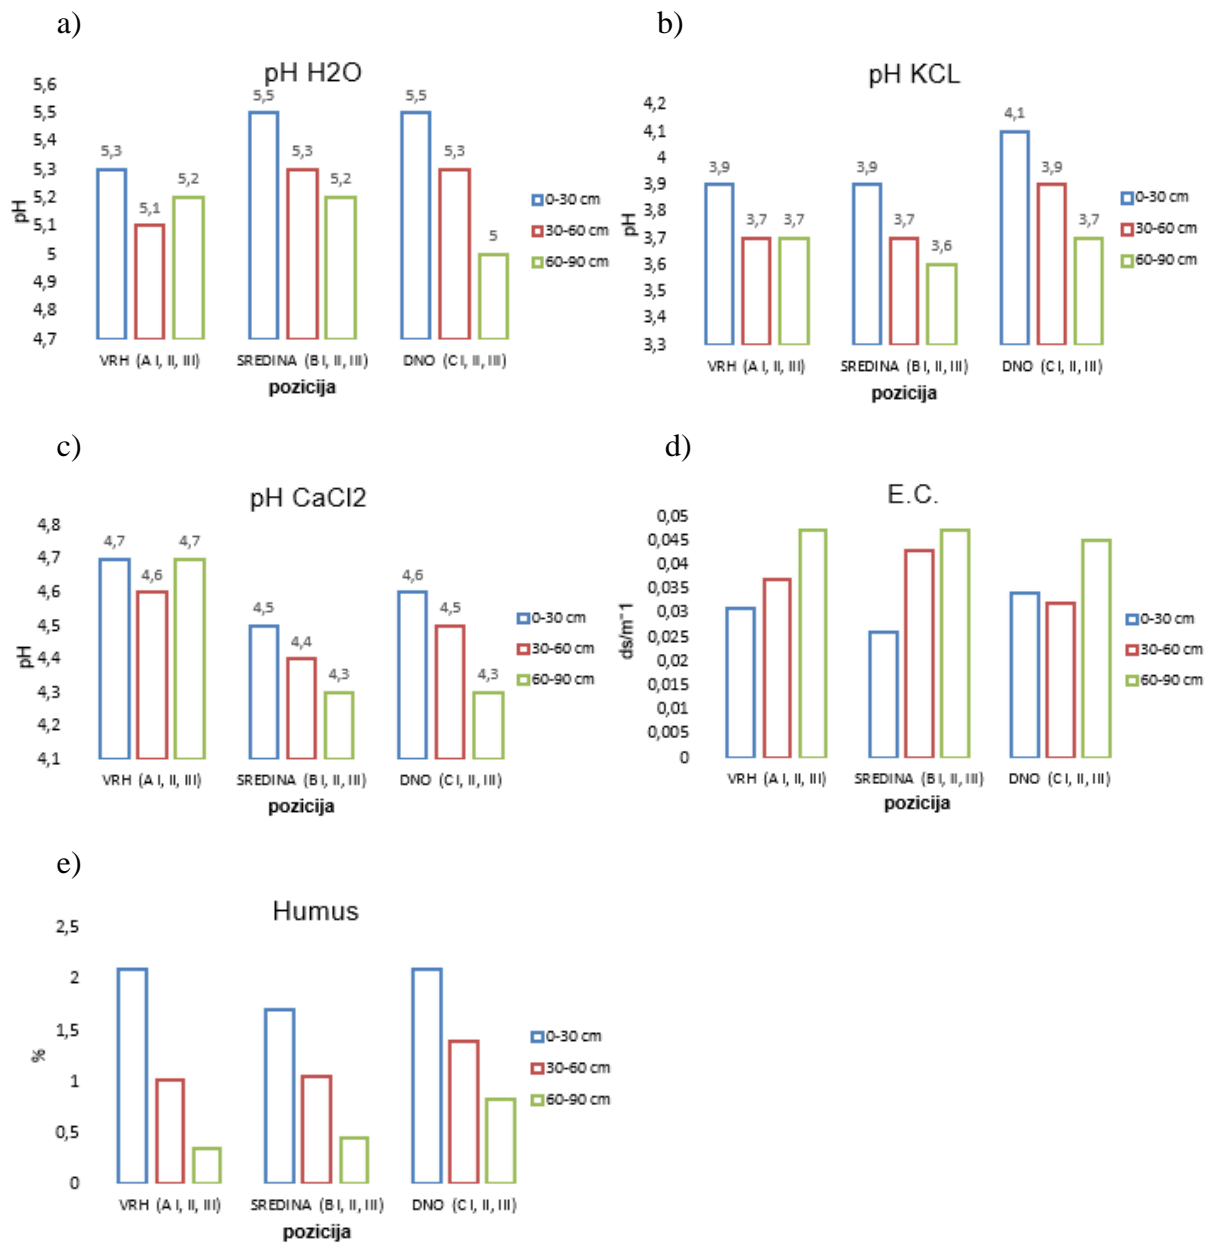 a)
pH H2O
5,6
5,5
5,4
5,3
5,2
5,1
5
4,9
4,8
4,7
pH
5,3
5,1
5,2
5,5
5,3
5,2
5,5
5,3
5
VRH (A I, II, III)
SREDINA (B I, II, III)
DNO (C I, II, III)
pozicija
0-30 cm
30-60 cm
60-90 cm
b)
pH KCL
4,2
4,1
4
3,9
3,8
3,7
3,6
3,5
3,4
3,3
pH
3,9
3,7
3,7
3,9
3,7
3,6
4,1
3,9
3,7
VRH (A I, II, III)
SREDINA (B I, II, III)
DNO (C I, II, III)
pozicija
0-30 cm
30-60 cm
60-90 cm
c)
pH CaCl2
4,8
4,7
4,6
4,5
4,4
4,3
4,2
4,1
pH
4,7
4,6
4,7
4,5
4,4
4,3
4,6
4,5
4,3
VRH (A I, II, III)
SREDINA (B I, II, III)
DNO (C I, II, III)
pozicija
0-30 cm
30-60 cm
60-90 cm
d)
E.C.
0,05
0,045
0,04
0,035
0,03
0,025
0,02
0,015
0,01
0,005
0
ds/m⁻1
VRH (A I, II, III)
SREDINA (B I, II, III)
DNO (C I, II, III)
pozicija
0-30 cm
30-60 cm
60-90 cm
e)
Humus
2,5
2
1,5
1
0,5
0
%
VRH (A I, II, III)
SREDINA (B I, II, III)
DNO (C I, II, III)
pozicija
0-30 cm
30-60 cm
60-90 cm